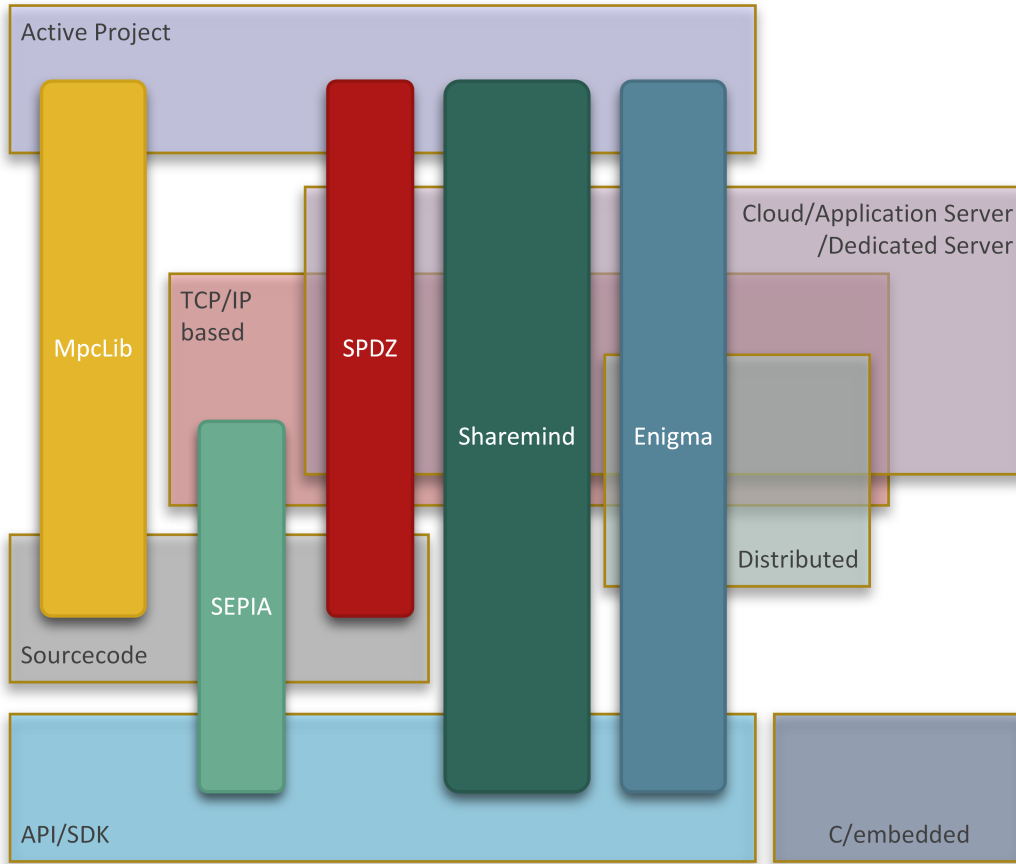 Active Project
Cloud/Application Server
/Dedicated Server
TCP/IP
based
MpcLib
SPDZ
Sharemind
Enigma
Distributed
SEPIA
Sourcecode
API/SDK
C/embedded